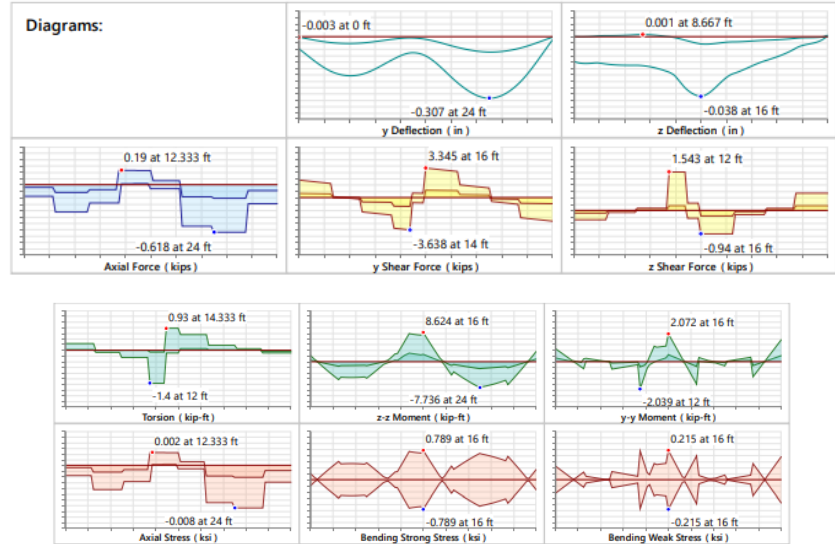 Diagrams:
-0.003 at 0 ft
-0.307 at 24 ft
y Deflection ( in )
0.001 at 8.667 ft
-0.038 at 16 ft
z Deflection ( in )
0.19 at 12.333 ft
-0.618 at 24 ft
Axial Force ( kips )
3.345 at 16 ft
-3.638 at 14 ft
y Shear Force ( kips )
1.543 at 12 ft
-0.94 at 16 ft
z Shear Force ( kips )
0.93 at 14.333 ft
-1.4 at 12 ft
Torsion ( kip-ft )
8.624 at 16 ft
-7.736 at 24 ft
z-z Moment ( kip-ft )
2.072 at 16 ft
-2.039 at 12 ft
y-y Moment ( kip-ft )
0.002 at 12.333 ft
-0.008 at 24 ft
Axial Stress ( ksi )
0.789 at 16 ft
-0.789 at 16 ft
Bending Strong Stress ( ksi )
0.215 at 16 ft
-0.215 at 16 ft
Bending Weak Stress ( ksi )